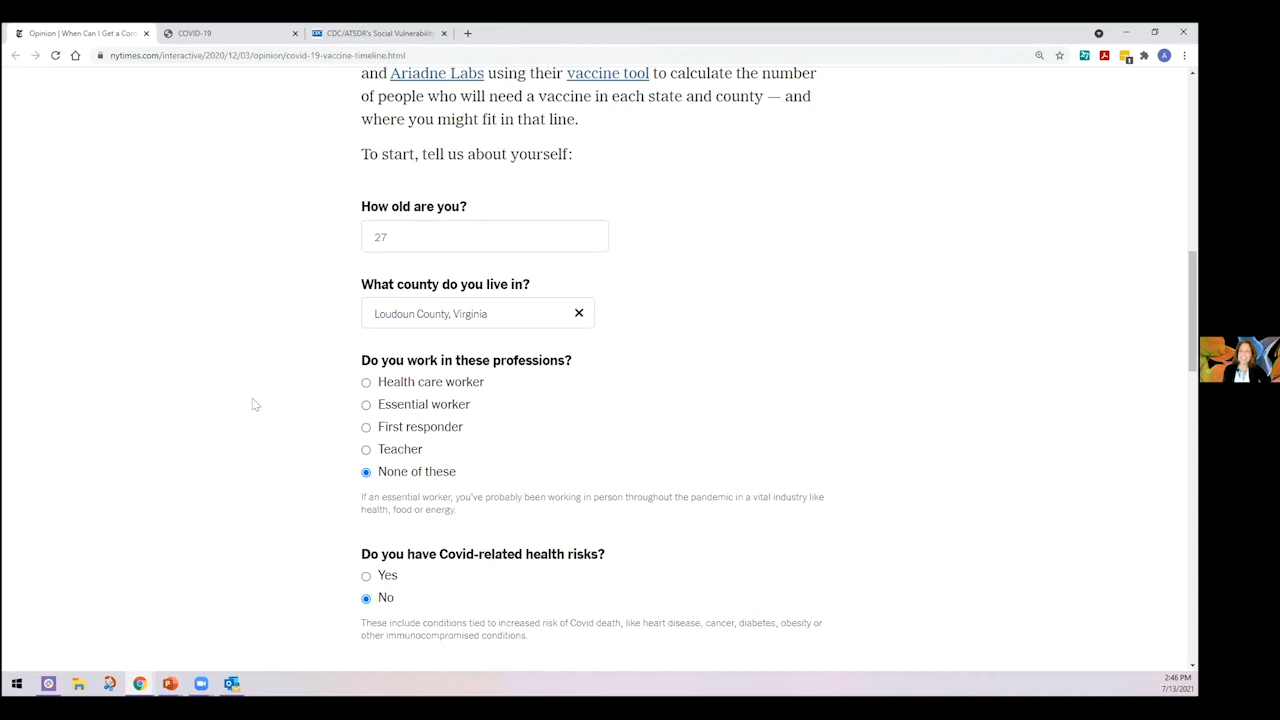 Opinion | When Can I Get a Cor
COVID-19
CDC/ATSDR's Social Vulnerability
nytimes.com/interactive/2020/12/03/opinion/covid-19-vaccine-timeline.html
A
and Ariadne Labs using their vaccine tool to calculate the number
of people who will need a vaccine in each state and county — and
where you might fit in that line.
To start, tell us about yourself:
How old are you?
27
What county do you live in?
Loudoun County, Virginia
Do you work in these professions?
Health care worker
Essential worker
First responder
Teacher
None of these
If an essential worker, you've probably been working in person throughout the pandemic in a vital industry like
health, food or energy.
Do you have Covid-related health risks?
Yes
No
These include conditions tied to increased risk of Covid death, like heart disease, cancer, diabetes, obesity or
other immunocompromised conditions.
2:46 PM
7/13/2021